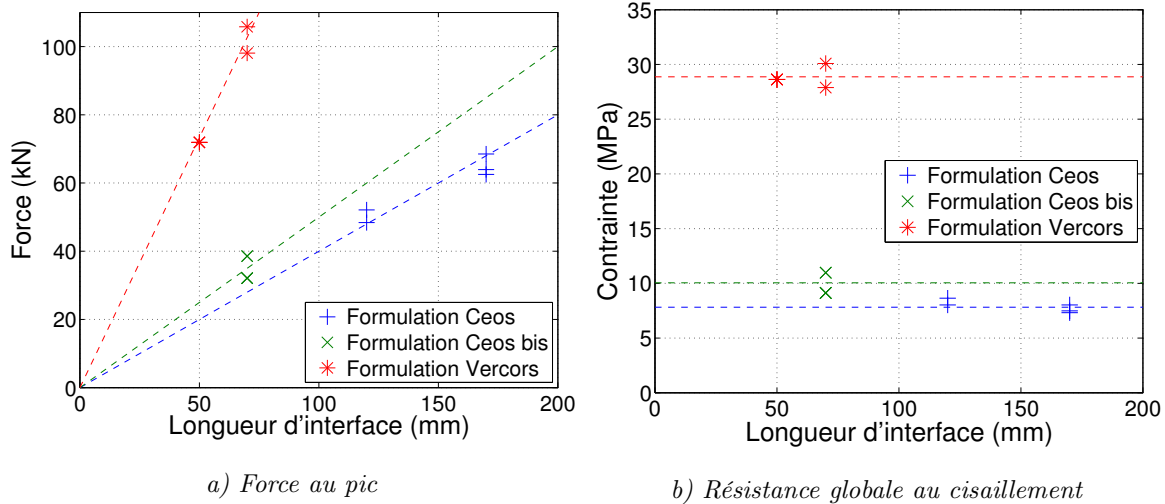 100
80
60
40
20
0
Force (kN)
0
50
100
150
200
Longueur d'interface (mm)
Formulation Ceos
Formulation Ceos bis
Formulation Vercors
a) Force au pic
35
30
25
20
15
10
5
0
Contrainte (MPa)
0
50
100
150
200
Longueur d'interface (mm)
Formulation Ceos
Formulation Ceos bis
Formulation Vercors
b) Résistance globale au cisaillement